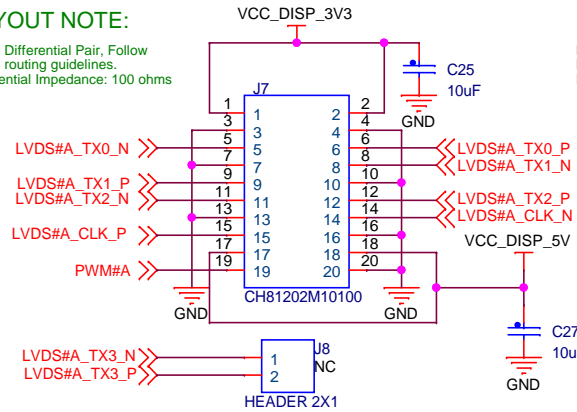 YOUT NOTE:
Differential Pair, Follow
routing guidelines.
ential Impedance: 100 ohms
VCC_DISP_3V3
C25
10uF
GND
J7
1 1 2 2
3 3 4 4
5 5 6 6
7 7 8 8
9 9 10 10
11 11 12 12
13 13 14 14
15 15 16 16
17 17 18 18
19 19 20 20
CH81202M10100
LVDS#A_TX0_N
LVDS#A_TX1_P
LVDS#A_TX2_N
LVDS#A_CLK_P
PWM#A
LVDS#A_TX0_P
LVDS#A_TX1_N
LVDS#A_TX2_P
LVDS#A_CLK_N
VCC_DISP_5V
GND
GND
C27
10u
GND
LVDS#A_TX3_N
LVDS#A_TX3_P
1
2
J8
NC
HEADER 2X1